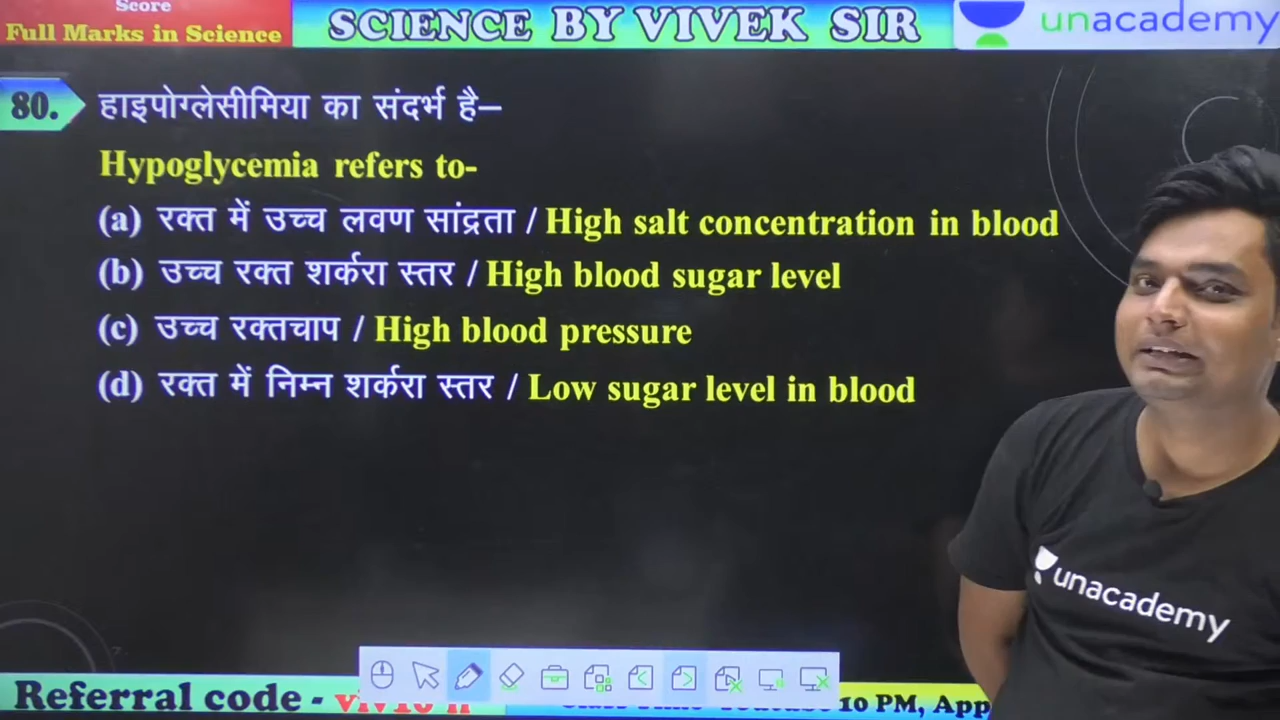 Score
Full Marks in Science
SCIENCE BY VIVEK SIR
unacademy
80. हाइपोग्लेसीमिया का संदर्भ है–
Hypoglycemia refers to-
(a) रक्त में उच्च लवण सांद्रता / High salt concentration in blood
(b) उच्च रक्त शर्करा स्तर / High blood sugar level
(c) उच्च रक्तचाप / High blood pressure
(d) रक्त में निम्न शर्करा स्तर / Low sugar level in blood
unacademy
Referral code -
10 PM, App